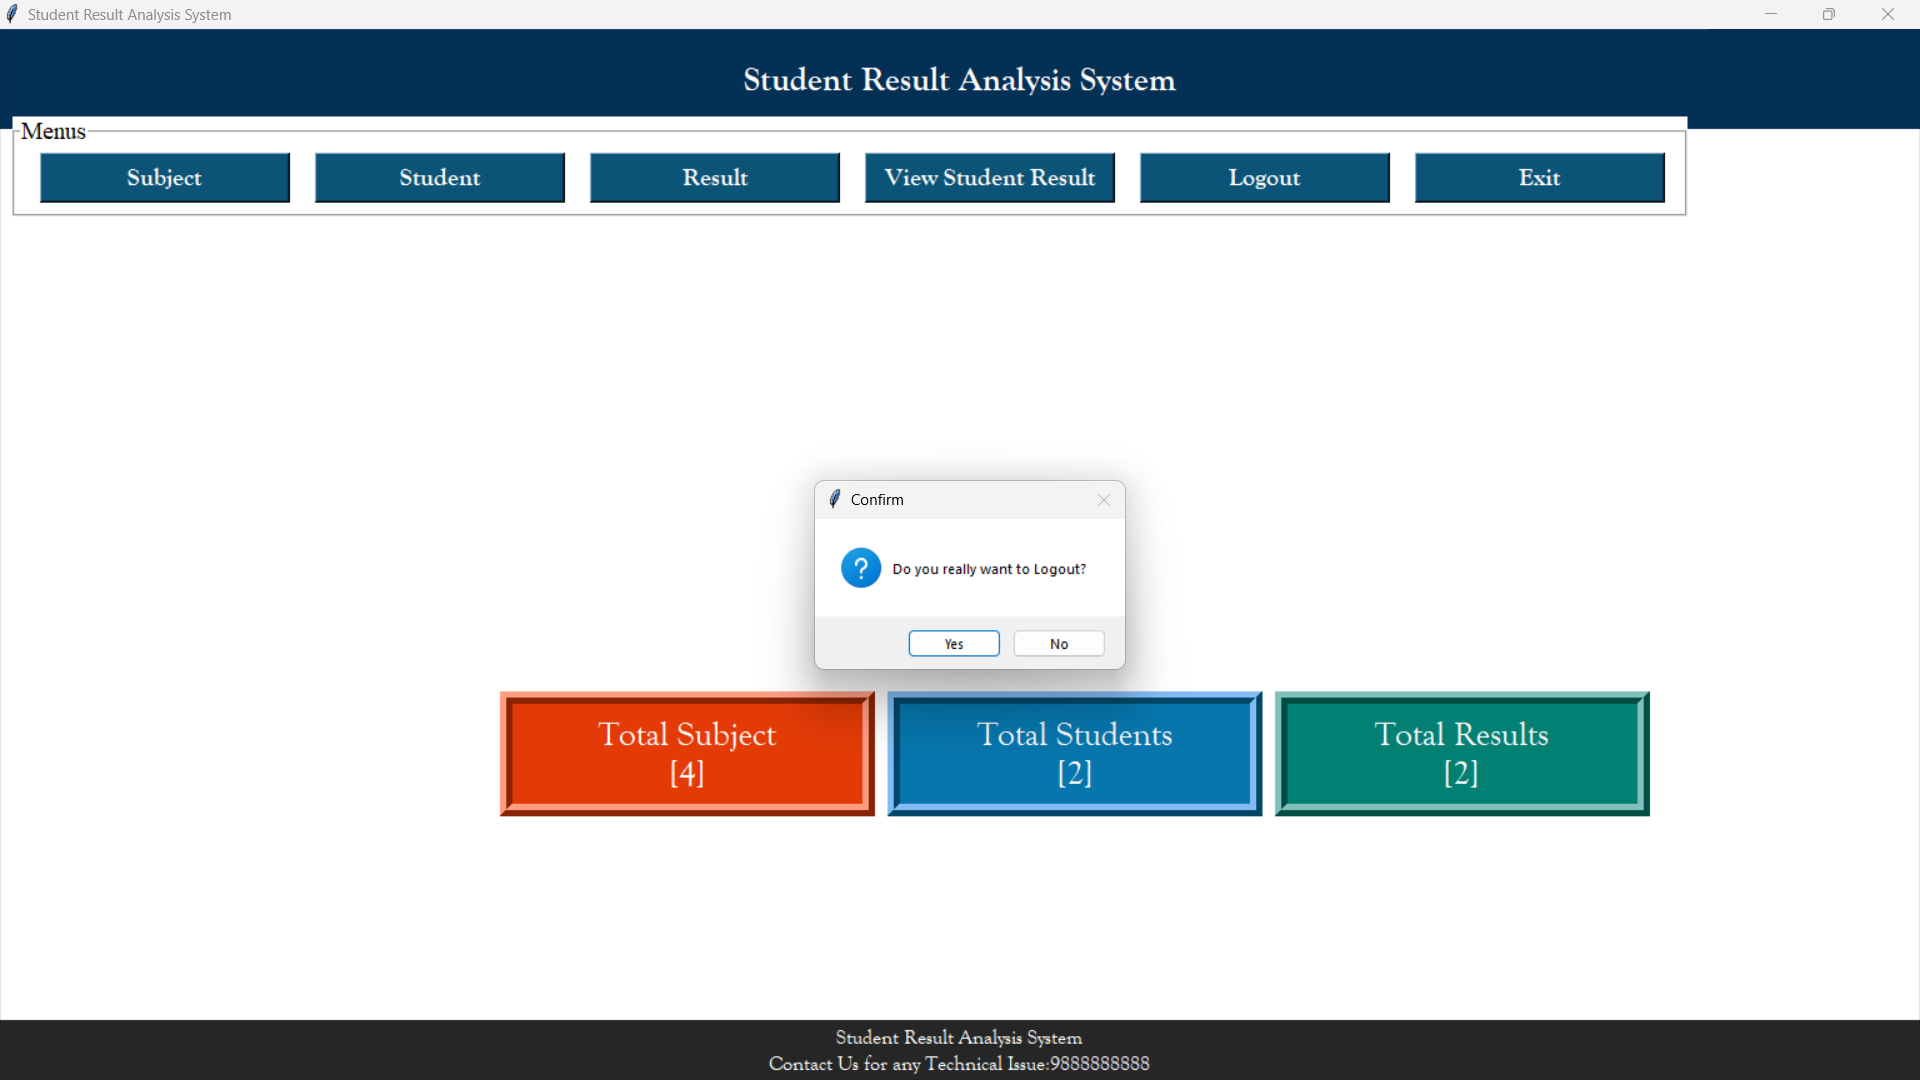 Student Result Analysis System
Student Result Analysis System
Menus
Subject Student Result View Student Result Logout Exit
Confirm
?
Do you really want to Logout?
Yes No
Total Subject
[4]
Total Students
[2]
Total Results
[2]
Student Result Analysis System
Contact Us for any Technical Issue:9888888888